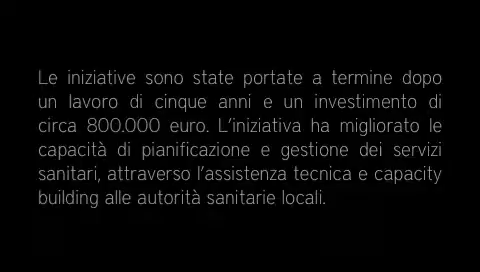 Le iniziative sono state portate a termine dopo
un lavoro di cinque anni e un investimento di
circa 800.000 euro. L'iniziativa ha migliorato le
capacità di pianificazione e gestione dei servizi
sanitari, attraverso l'assistenza tecnica e capacity
building alle autorità sanitarie locali.